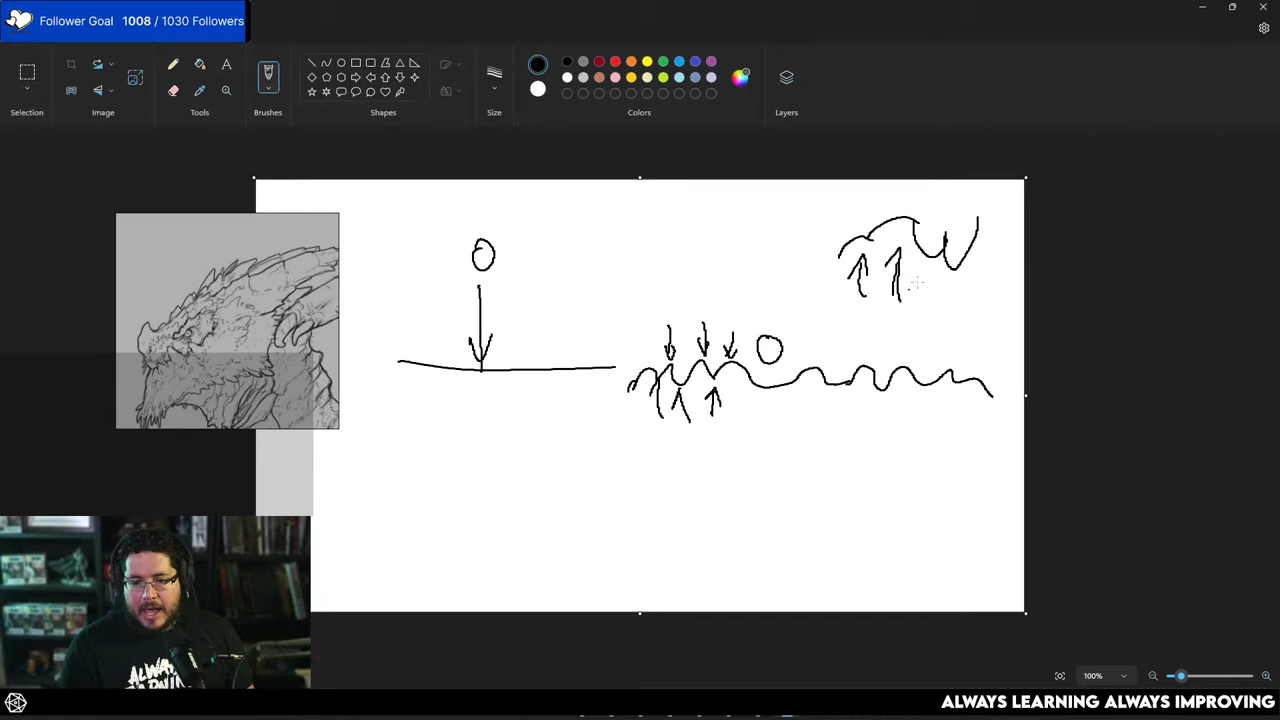 Follower Goal 1008 / 1030 Followers
Selection
Image
Tools
Brushes
Shapes
Size
Colors
Layers
100%
ALWAYS LEARNING ALWAYS IMPROVING